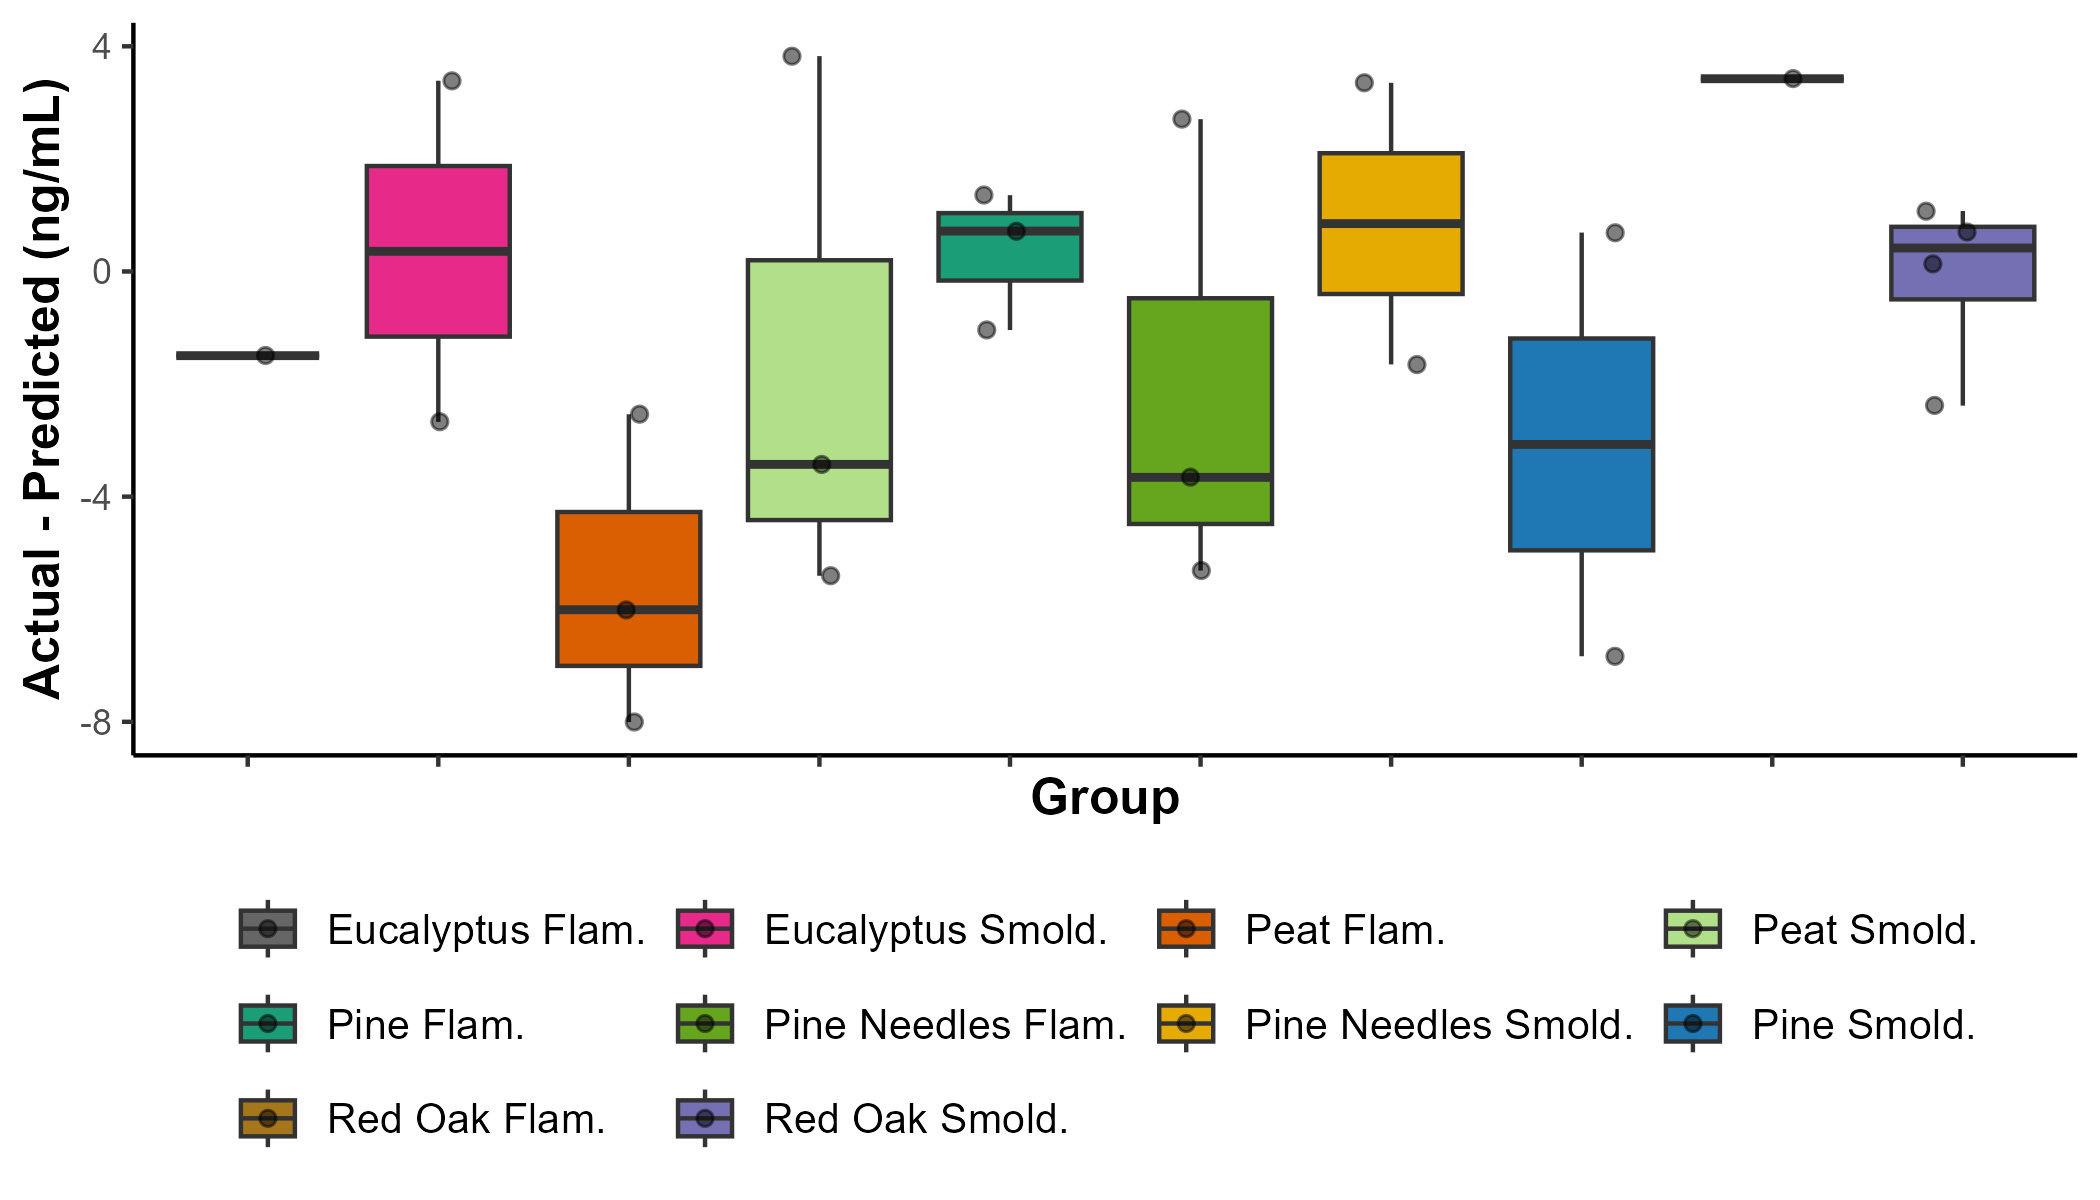 Actual - Predicted (ng/mL)
4
0
-4
-8
Group
Eucalyptus Flam.
Eucalyptus Smold.
Peat Flam.
Peat Smold.
Pine Flam.
Pine Needles Flam.
Pine Needles Smold.
Pine Smold.
Red Oak Flam.
Red Oak Smold.